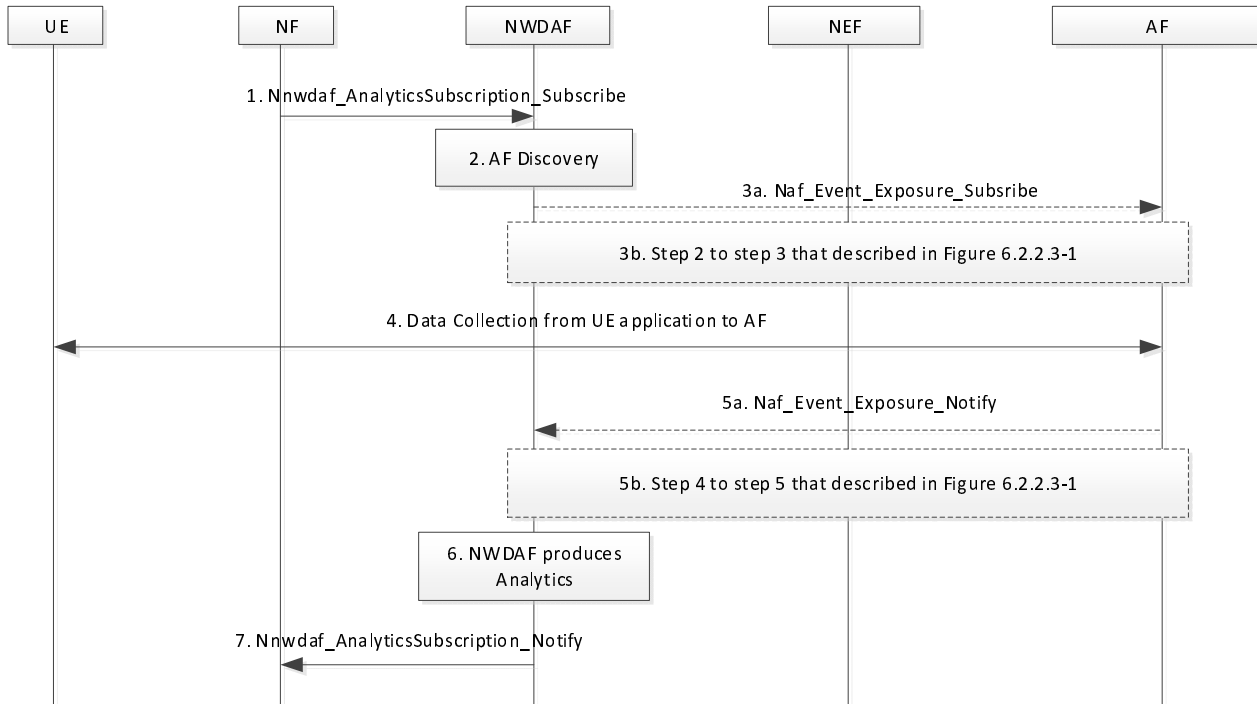 UE
NF
NWDAF
NEF
AF
1. Nnwdaf_AnalyticsSubscription_Subscribe
2. AF Discovery
3a. Naf_Event_Exposure_Subsribe
3b. Step 2 to step 3 that described in Figure 6.2.2.3-1
4. Data Collection from UE application to AF
5a. Naf_Event_Exposure_Notify
5b. Step 4 to step 5 that described in Figure 6.2.2.3-1
6. NWDAF produces
Analytics
7. Nnwdaf_AnalyticsSubscription_Notify